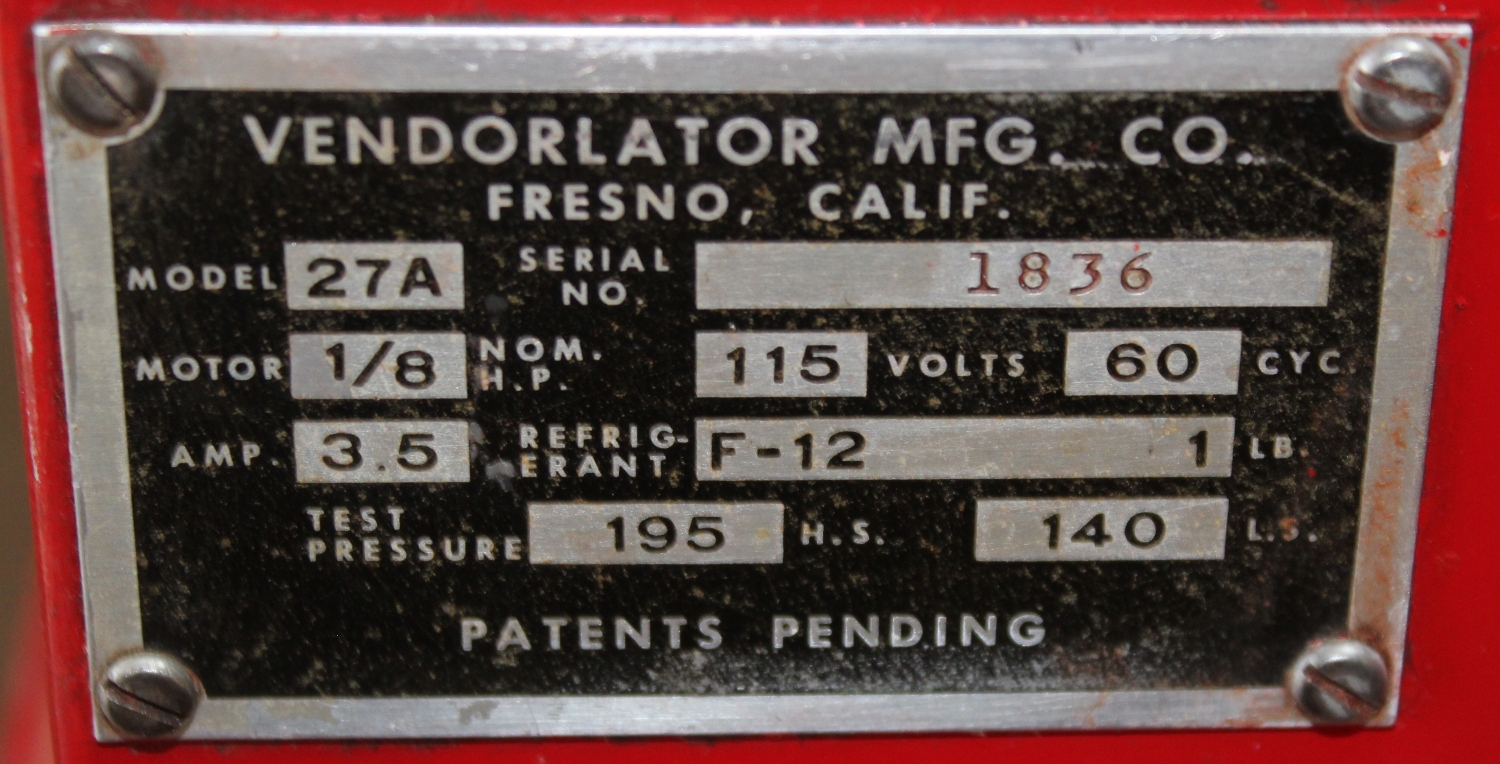 VENDORLATOR MFG. CO.
FRESNO, CALIF.
MODEL 27A SERIAL NO. 1836
MOTOR 1/8 NOM. H.P. 115 VOLTS 60 CYC.
AMP. 3.5 REFRIG-ERANT F-12 1 LB.
TEST PRESSURE 195 H.S. 140 L.S.
PATENTS PENDING